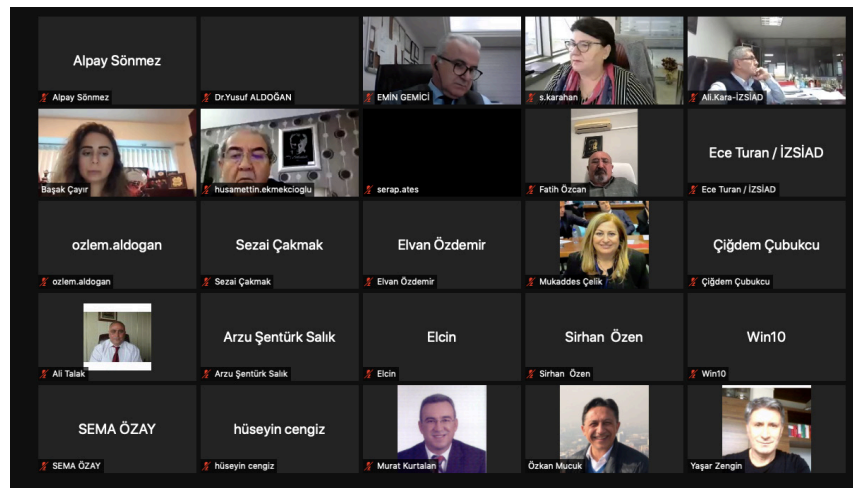 Alpay Sönmez
Alpay Sönmez
Dr.Yusuf ALDOĞAN
EMİN GEMİCİ
s.karahan
Ali.Kara-İZSİAD
Başak Çayır
husamettin.ekmekcioglu
serap.ates
Fatih Özcan
Ece Turan / İZSİAD
Ece Turan / İZSİAD
ozlem.aldogan
ozlem.aldogan
Sezai Çakmak
Sezai Çakmak
Elvan Özdemir
Elvan Özdemir
Mukaddes Çelik
Çiğdem Çubukcu
Çiğdem Çubukcu
Ali Talak
Arzu Şentürk Salık
Arzu Şentürk Salık
Elcin
Elcin
Sirhan Özen
Sirhan Özen
Win10
Win10
SEMA ÖZAY
SEMA ÖZAY
hüseyin cengiz
hüseyin cengiz
Murat Kurtalan
Özkan Mucuk
Yaşar Zengin